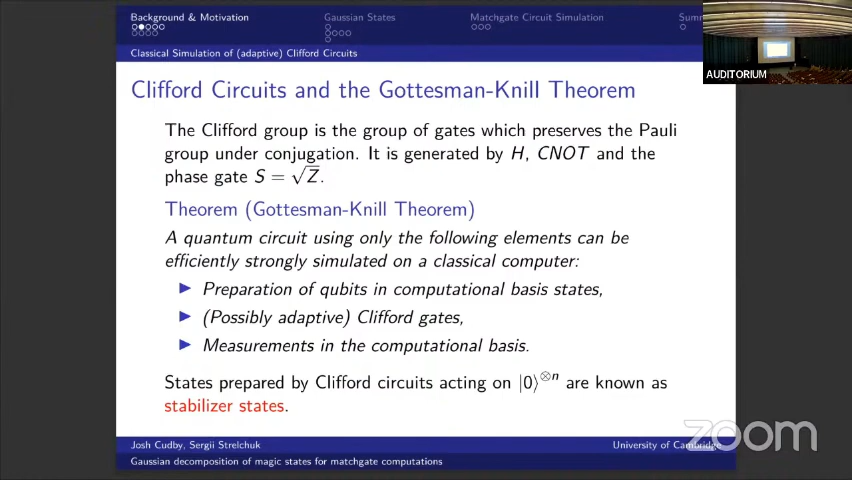 Background & Motivation
Gaussian States
Matchgate Circuit Simulation
Summ
AUDITORIUM
Classical Simulation of (adaptive) Clifford Circuits
Clifford Circuits and the Gottesman-Knill Theorem
The Clifford group is the group of gates which preserves the Pauli
group under conjugation. It is generated by H, CNOT and the
phase gate S = √Z.
Theorem (Gottesman-Knill Theorem)
A quantum circuit using only the following elements can be
efficiently strongly simulated on a classical computer:
▶ Preparation of qubits in computational basis states,
▶ (Possibly adaptive) Clifford gates,
▶ Measurements in the computational basis.
States prepared by Clifford circuits acting on |0⟩⊗n are known as
stabilizer states.
Josh Cudby, Sergii Strelchuk
University of Cambridge
zoom
Gaussian decomposition of magic states for matchgate computations